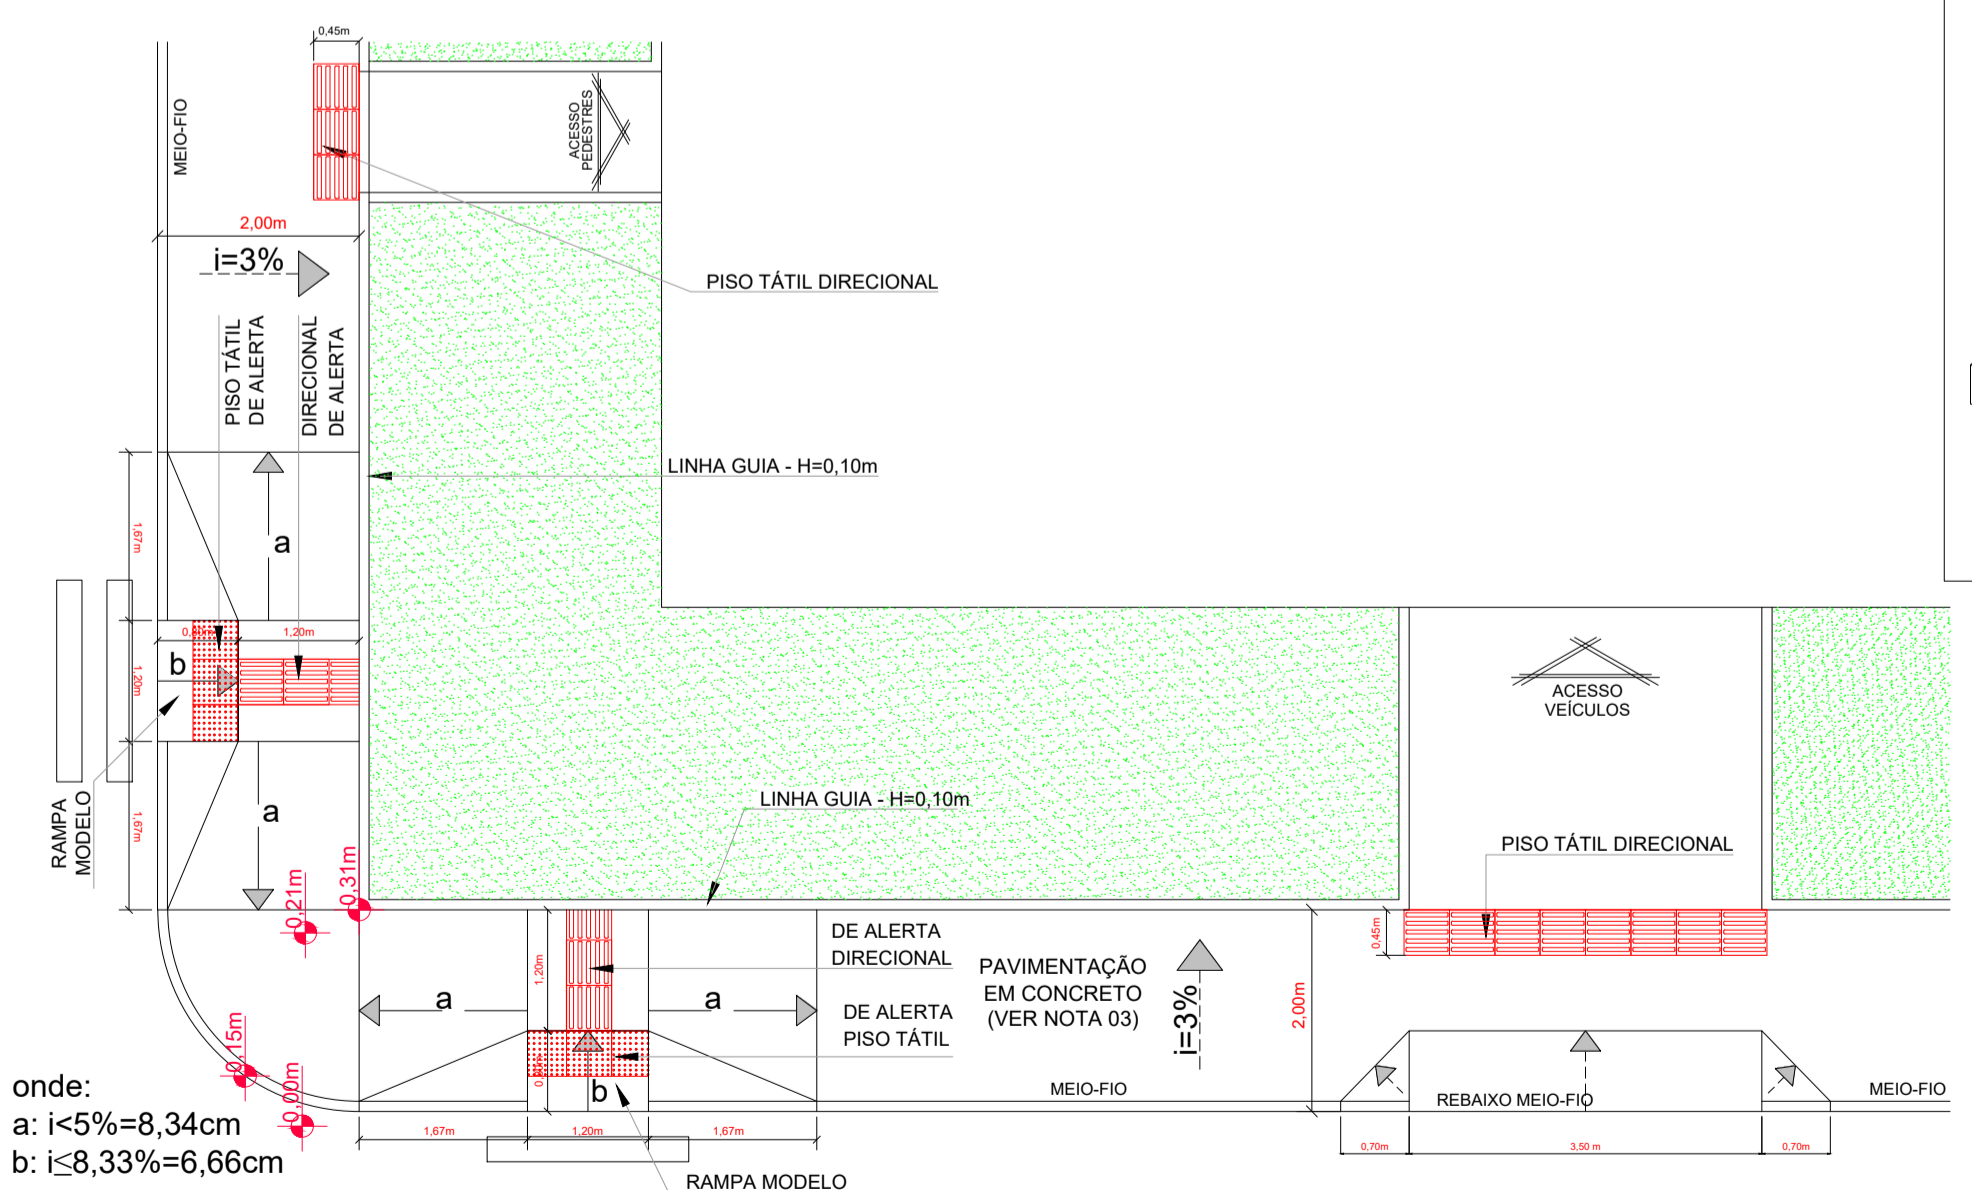 0,45m
MEIO-FIO
ACESSO
PEDESTRES
2,00m
i=3%
PISO TÁTIL DIRECIONAL
PISO TÁTIL
DE ALERTA
DIRECIONAL
DE ALERTA
LINHA GUIA - H=0,10m
1,67m
a
1,20m
b
1,20m
RAMPA
MODELO
1,67m
a
ACESSO
VEÍCULOS
LINHA GUIA - H=0,10m
PISO TÁTIL DIRECIONAL
0,31m
0,21m
0,15m
0,00m
DE ALERTA
DIRECIONAL
1,20m
a
a
DE ALERTA
PISO TÁTIL
b
PAVIMENTAÇÃO
EM CONCRETO
(VER NOTA 03)
i=3%
2,00m
0,45m
MEIO-FIO
REBAIXO MEIO-FIO
MEIO-FIO
onde:
a: i<5%=8,34cm
b: i≤8,33%=6,66cm
1,67m
1,20m
1,67m
0,70m
3,50 m
0,70m
RAMPA MODELO